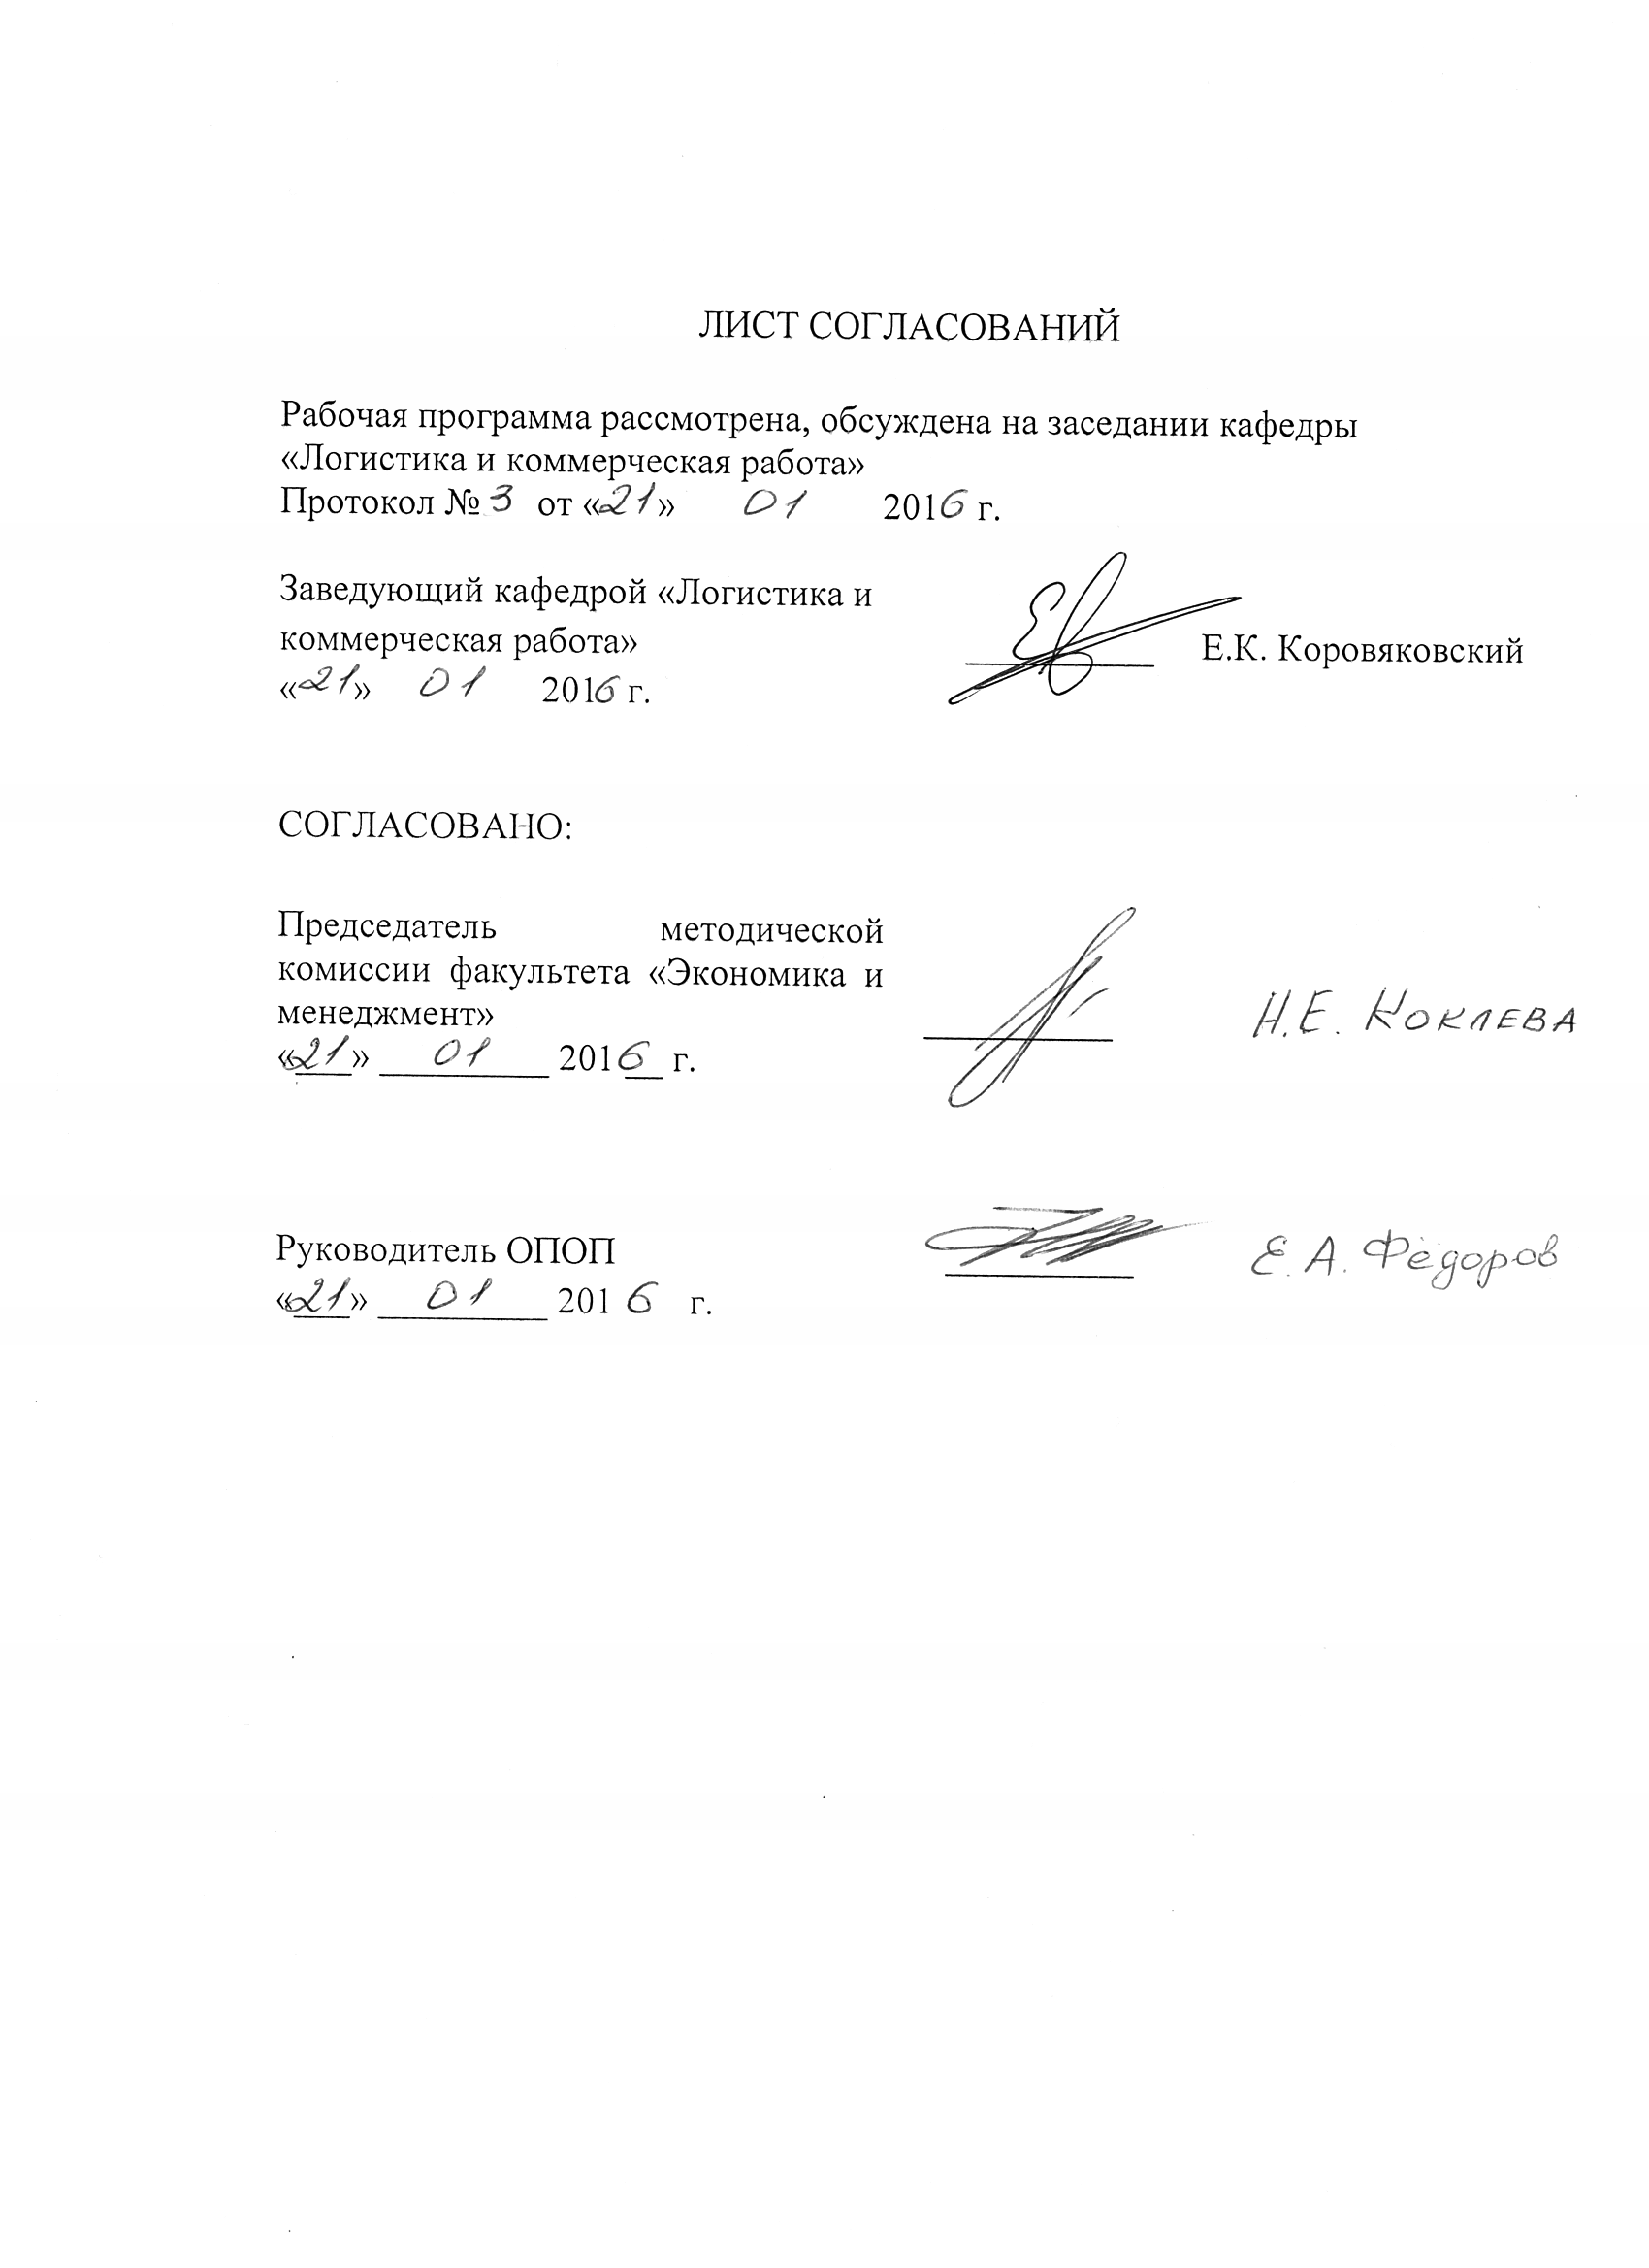 ЛИСТ СОГЛАСОВАНИЙ
Рабочая программа рассмотрена, обсуждена на заседании кафедры
«Логистика и коммерческая работа»
Протокол № 3 от «21» 01 2016 г.
Заведующий кафедрой «Логистика и
коммерческая работа» Е.К. Коровяковский
«21» 01 2016 г.
СОГЛАСОВАНО:
Председатель методической
комиссии факультета «Экономика и
менеджмент» Н.Е. Коклева
«21» 01 2016 г.
Руководитель ОПОП Е.А. Фёдоров
«21» 01 2016 г.